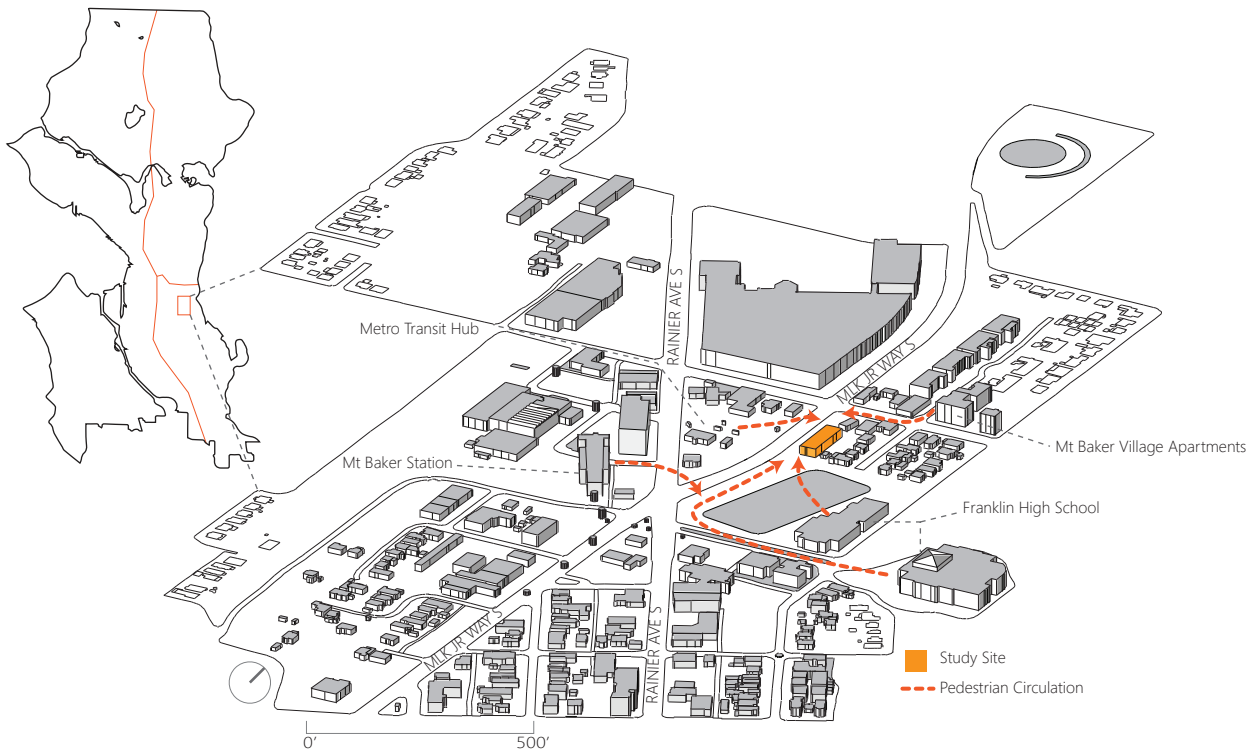 Metro Transit Hub
RAINIER AVE S
MLK JR WAY S
Mt Baker Station
Mt Baker Village Apartments
Franklin High School
MLK JR WAY S
RAINIER AVE S
Study Site
Pedestrian Circulation
0’
500’